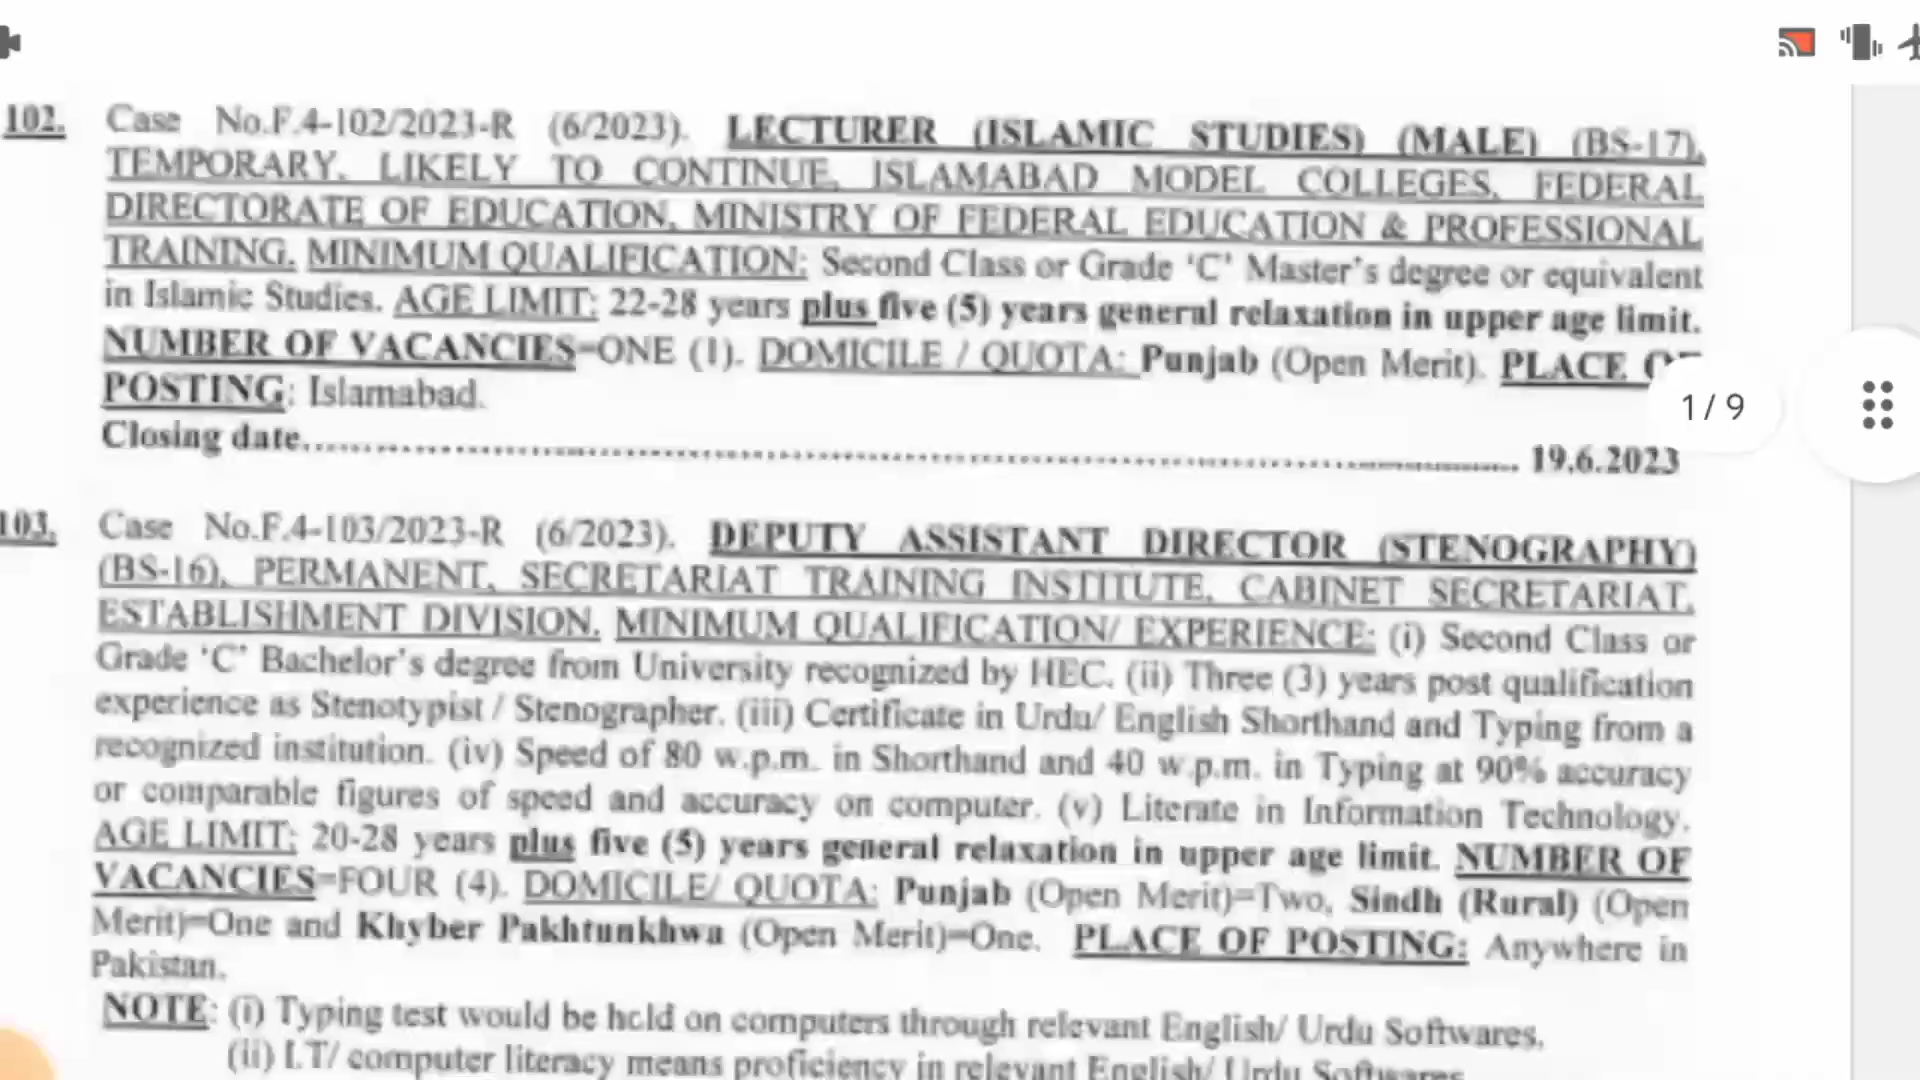 102. Case No.F.4-102/2023-R (6/2023). LECTURER (ISLAMIC STUDIES) (MALE) (BS-17),
TEMPORARY, LIKELY TO CONTINUE, ISLAMABAD MODEL COLLEGES, FEDERAL
DIRECTORATE OF EDUCATION, MINISTRY OF FEDERAL EDUCATION & PROFESSIONAL
TRAINING. MINIMUM QUALIFICATION: Second Class or Grade 'C' Master's degree or equivalent
in Islamic Studies. AGE LIMIT: 22-28 years plus five (5) years general relaxation in upper age limit.
NUMBER OF VACANCIES=ONE (1). DOMICILE / QUOTA: Punjab (Open Merit). PLACE
POSTING: Islamabad.
1/9
Closing date.......................................................................................................... 19.6.2023
103. Case No.F.4-103/2023-R (6/2023). DEPUTY ASSISTANT DIRECTOR (STENOGRAPHY)
(BS-16), PERMANENT, SECRETARIAT TRAINING INSTITUTE, CABINET SECRETARIAT,
ESTABLISHMENT DIVISION. MINIMUM QUALIFICATION/ EXPERIENCE: (i) Second Class or
Grade 'C' Bachelor's degree from University recognized by HEC. (ii) Three (3) years post qualification
experience as Stenotypist / Stenographer. (iii) Certificate in Urdu/ English Shorthand and Typing from a
recognized institution. (iv) Speed of 80 w.p.m. in Shorthand and 40 w.p.m. in Typing at 90% accuracy
or comparable figures of speed and accuracy on computer. (v) Literate in Information Technology.
AGE LIMIT: 20-28 years plus five (5) years general relaxation in upper age limit. NUMBER OF
VACANCIES=FOUR (4). DOMICILE/ QUOTA: Punjab (Open Merit)=Two, Sindh (Rural) (Open
Merit)=One and Khyber Pakhtunkhwa (Open Merit)=One. PLACE OF POSTING: Anywhere in
Pakistan.
NOTE: (i) Typing test would be held on computers through relevant English/ Urdu Softwares.
(ii) I.T/ computer literacy means proficiency in relevant English/ Urdu Softwares.